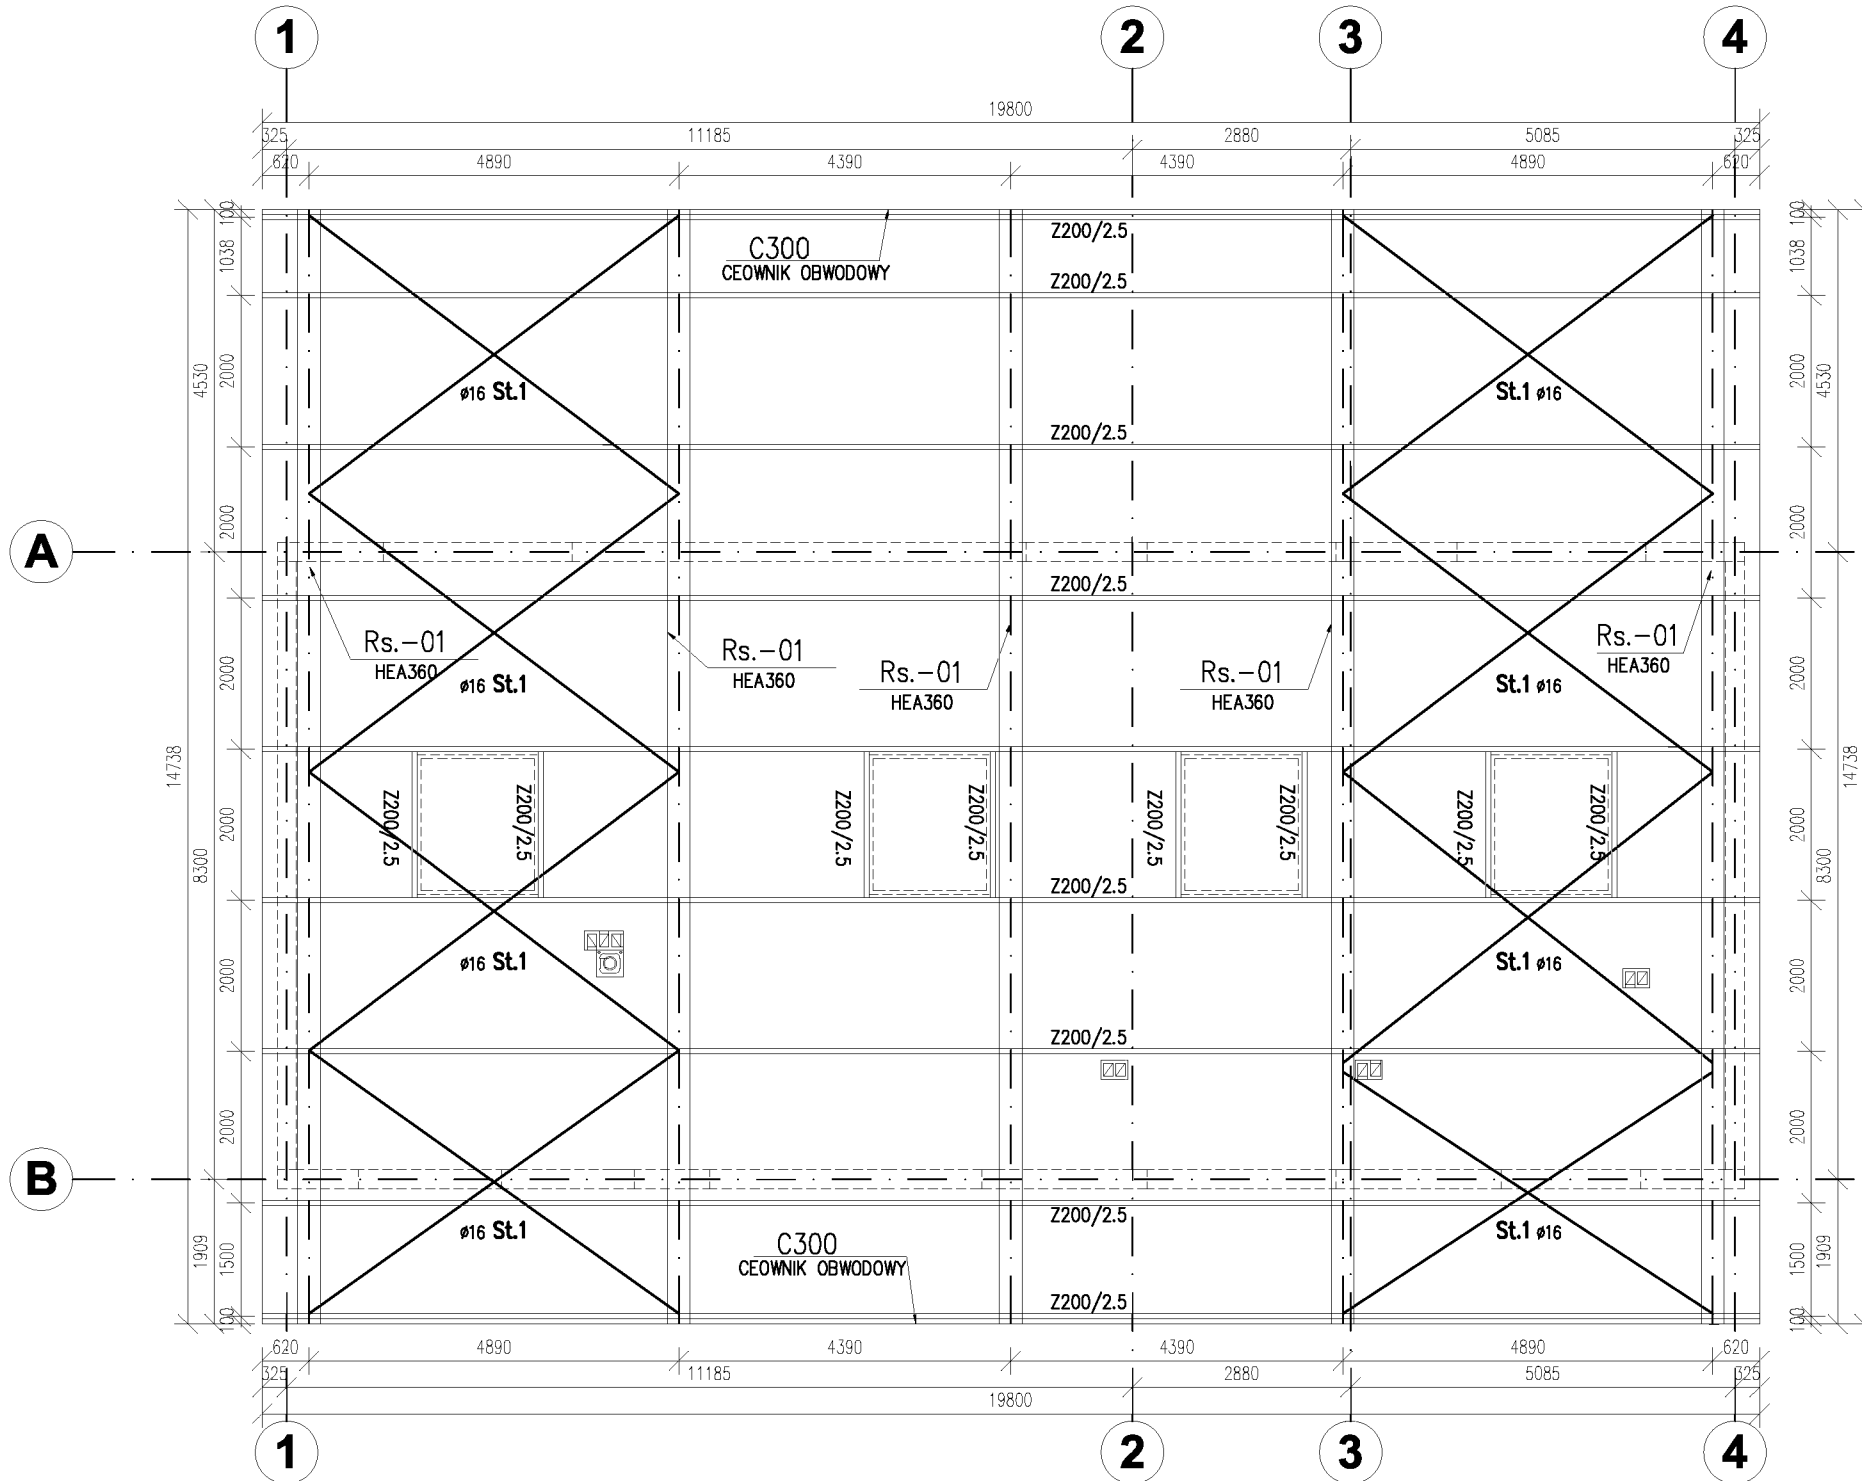 1 2 3 4
19800
325 11185 2880 5085 325
620 4890 4390 4390 4890 620
100 100
Z200/2.5
1038 C300 1038
CEOWNIK OBWODOWY
Z200/2.5
4530 2000 2000 4530
ø16 St.1 St.1 ø16
Z200/2.5
2000 2000
A
Z200/2.5
Rs.-01 Rs.-01 Rs.-01 Rs.-01 Rs.-01
HEA360 HEA360 HEA360 HEA360 HEA360
2000 2000
ø16 St.1 St.1 ø16
14738 14738
2000 Z200/2.5 Z200/2.5 Z200/2.5 Z200/2.5 Z200/2.5 Z200/2.5 Z200/2.5 Z200/2.5 2000
8300 8300
Z200/2.5
ø16 St.1 St.1 ø16
2000 2000
Z200/2.5
2000 2000
B
Z200/2.5
ø16 St.1 St.1 ø16
1909 1500 C300 1500 1909
CEOWNIK OBWODOWY
Z200/2.5
100 100
620 4890 4390 4390 4890 620
325 11185 2880 5085 325
19800
1 2 3 4